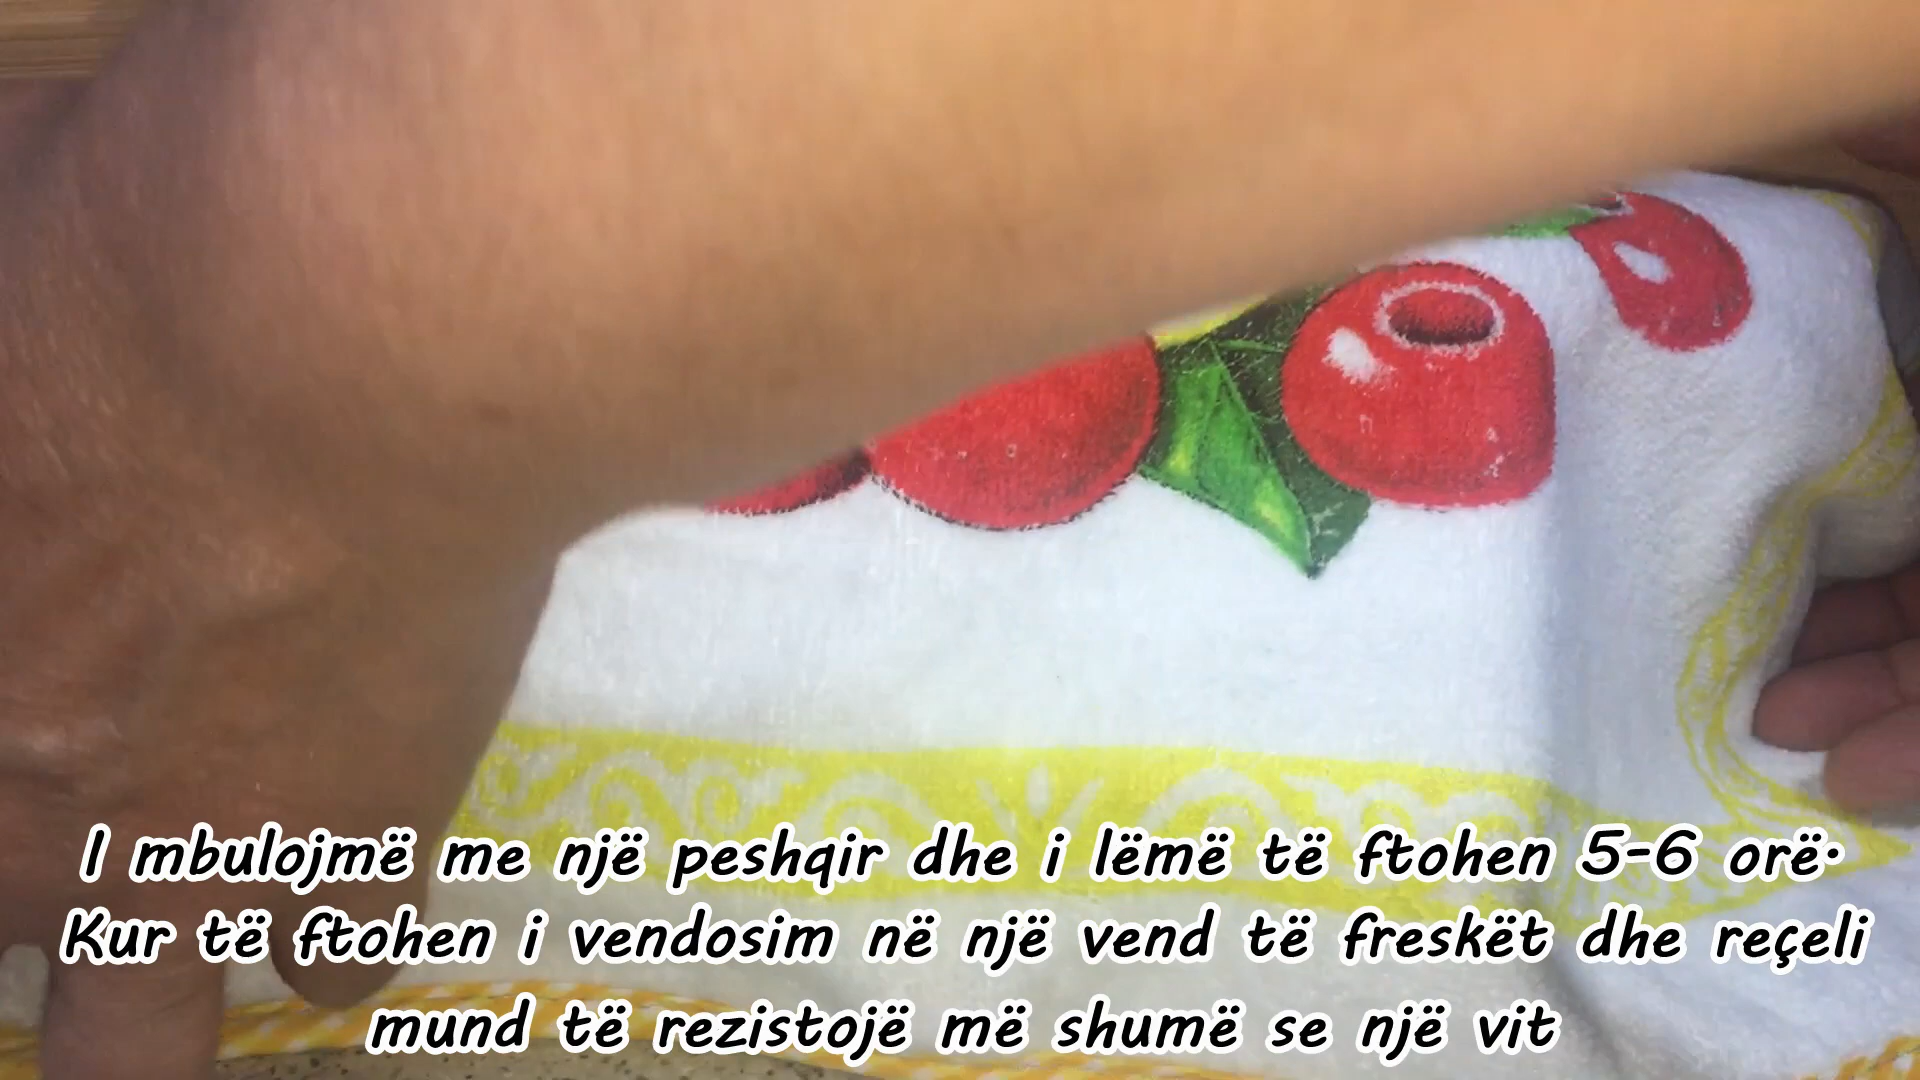 I mbulojmë me një peshqir dhe i lëmë të ftohen 5-6 orë.
Kur të ftohen i vendosim në një vend të freskët dhe reçeli
mund të rezistojë më shumë se një vit